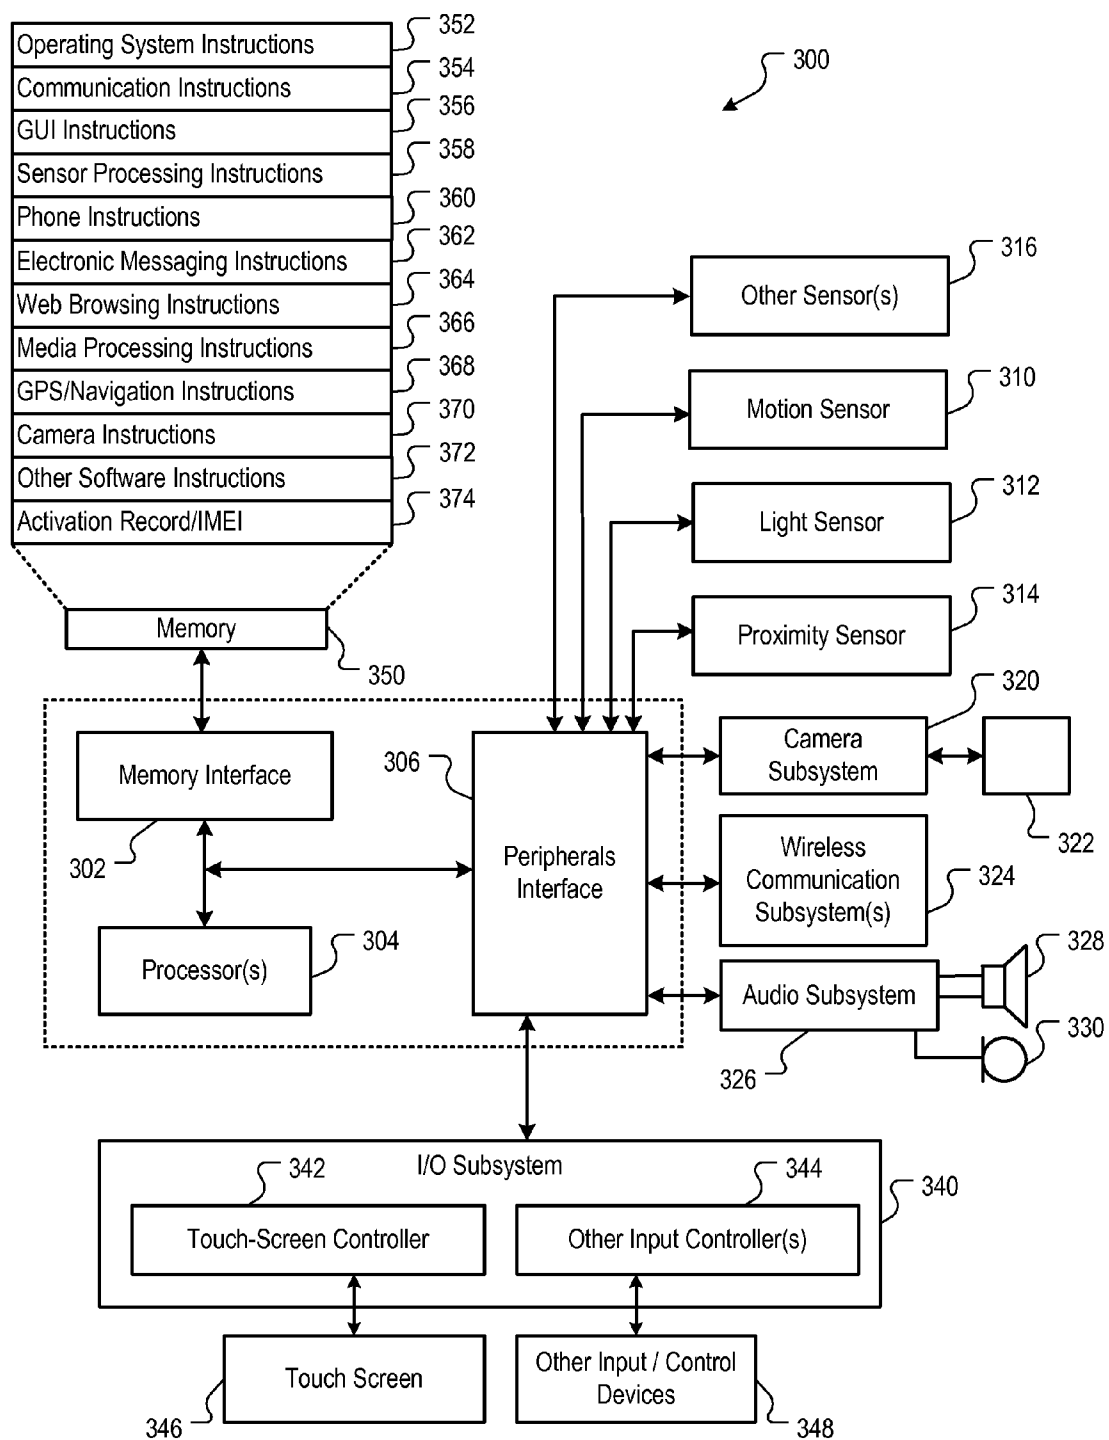 352
Operating System Instructions
354
Communication Instructions
356
GUI Instructions
358
Sensor Processing Instructions
360
Phone Instructions
362
Electronic Messaging Instructions
364
Web Browsing Instructions
366
Media Processing Instructions
368
GPS/Navigation Instructions
370
Camera Instructions
372
Other Software Instructions
374
Activation Record/IMEI
Memory
350
300
316
Other Sensor(s)
310
Motion Sensor
312
Light Sensor
314
Proximity Sensor
320
Camera
Subsystem
322
Memory Interface
302
306
Peripherals
Interface
Wireless
Communication
Subsystem(s)
324
304
Processor(s)
Audio Subsystem
328
330
326
I/O Subsystem
342
344
340
Touch-Screen Controller
Other Input Controller(s)
Touch Screen
346
Other Input / Control
Devices
348